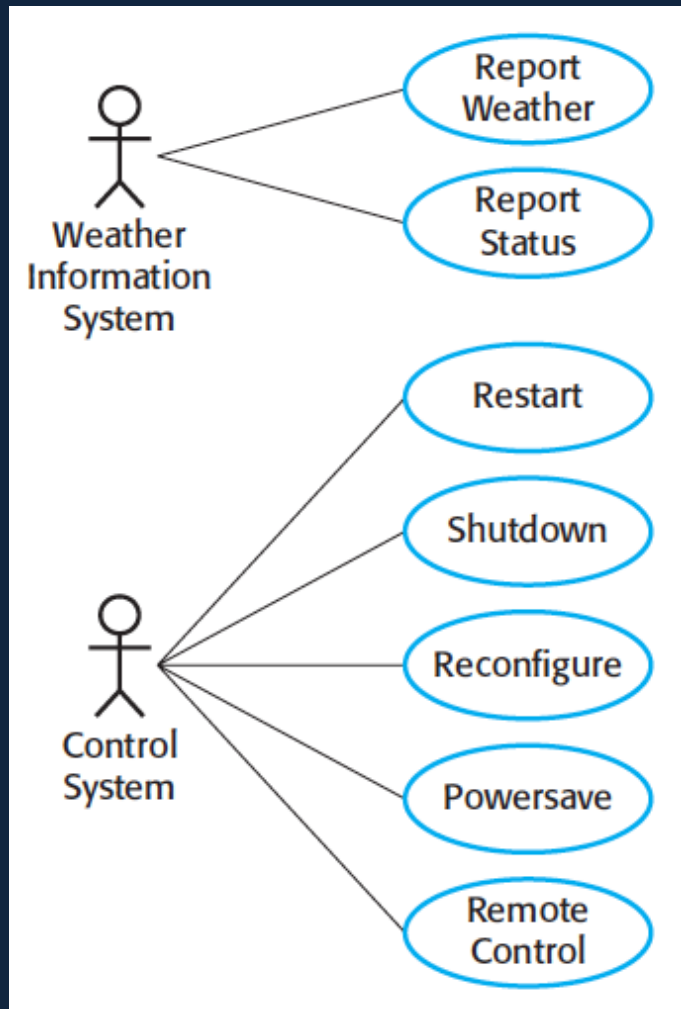 Report
Weather
Report
Status
Weather
Information
System
Restart
Shutdown
Reconfigure
Powersave
Remote
Control
Control
System